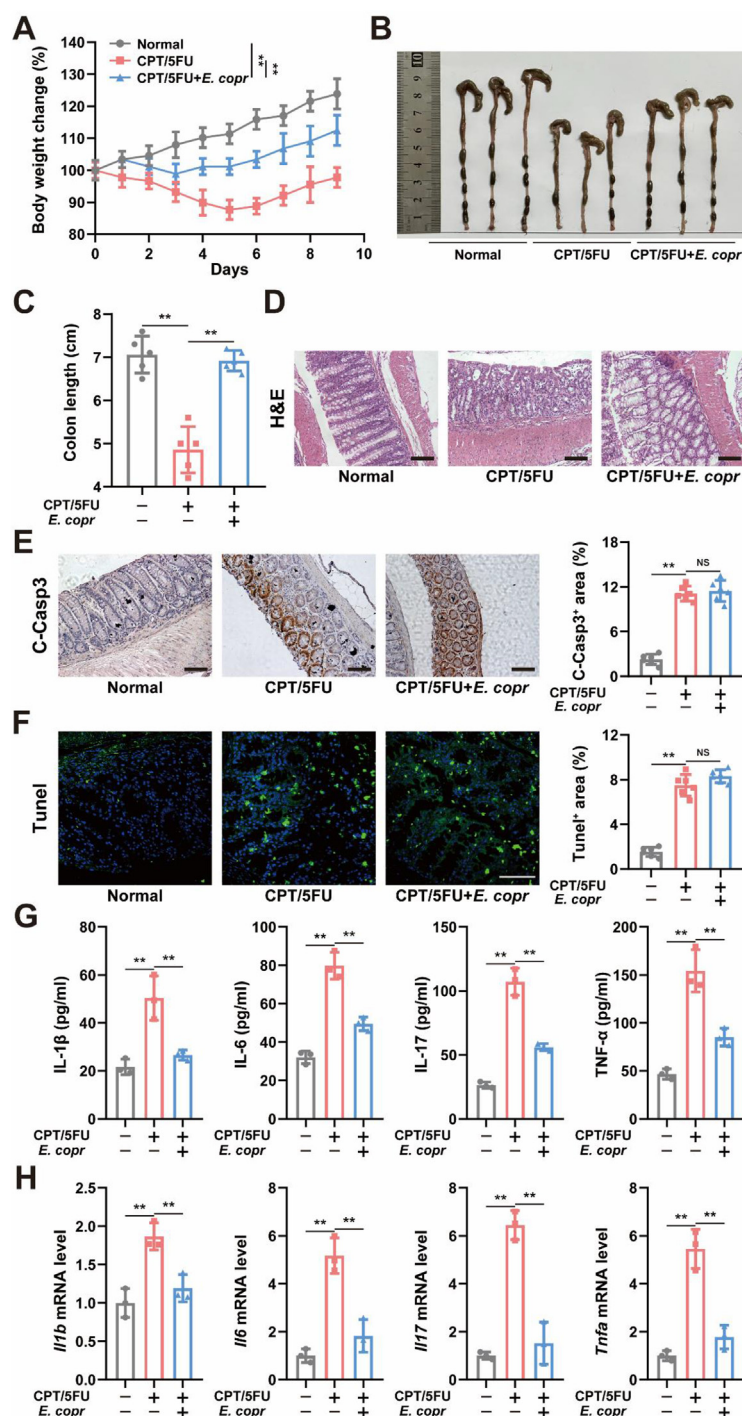 A
Body weight change (%)
140
130
120
110
100
90
80
0
2
4
6
8
10
Days
Normal
CPT/5FU
CPT/5FU+E. copr
**
**
B
10
9
8
7
6
5
4
3
2
1
Normal
CPT/5FU
CPT/5FU+E. copr
C
Colon length (cm)
8
7
6
5
4
**
**
CPT/5FU − + +
E. copr +
D
H&E
Normal
CPT/5FU
CPT/5FU+E. copr
E
C-Casp3
Normal
CPT/5FU
CPT/5FU+E. copr
C-Casp3⁺ area (%)
18
12
6
0
**
NS
CPT/5FU − + +
E. copr +
F
Tunel
Normal
CPT/5FU
CPT/5FU+E. copr
Tunel⁺ area (%)
12
8
4
0
**
NS
CPT/5FU − + +
E. copr +
G
IL-1β (pg/ml)
80
60
40
20
0
**
**
CPT/5FU − + +
E. copr +
IL-6 (pg/ml)
100
80
60
40
20
0
**
**
CPT/5FU − + +
E. copr +
IL-17 (pg/ml)
150
100
50
0
**
**
CPT/5FU − + +
E. copr +
TNF-α (pg/ml)
200
150
100
50
0
**
**
CPT/5FU − + +
E. copr +
H
Il1b mRNA level
2.5
2.0
1.5
1.0
0.5
0.0
**
**
CPT/5FU − + +
E. copr +
Il6 mRNA level
8
6
4
2
0
**
**
CPT/5FU − + +
E. copr +
Il17 mRNA level
8
6
4
2
0
**
**
CPT/5FU − + +
E. copr +
Tnfa mRNA level
8
6
4
2
0
**
**
CPT/5FU − + +
E. copr +